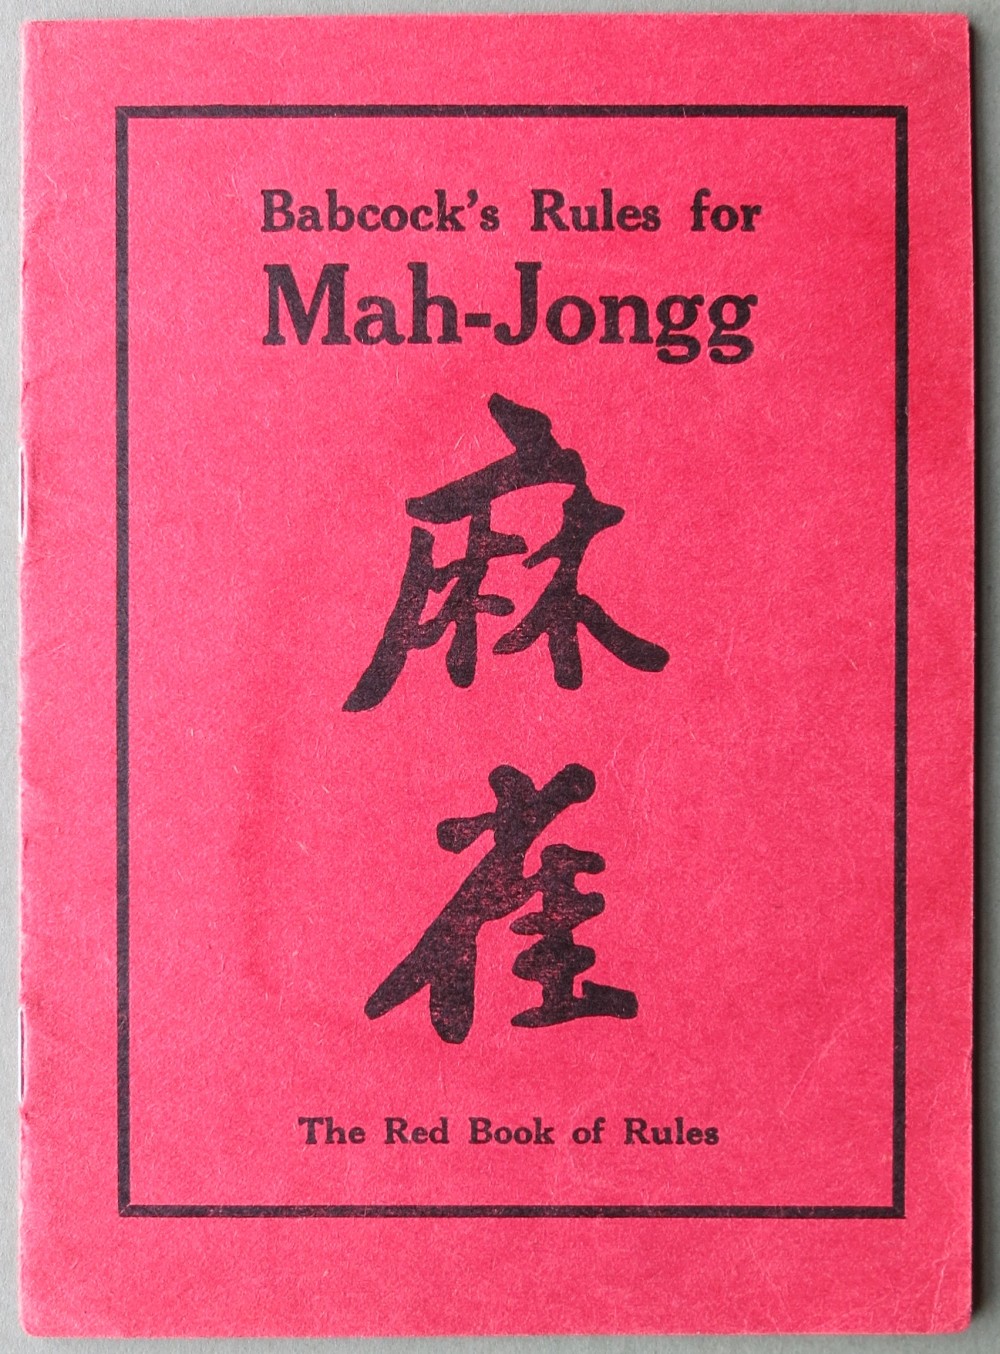 Babcock's Rules for
Mah-Jongg
麻
雀
The Red Book of Rules